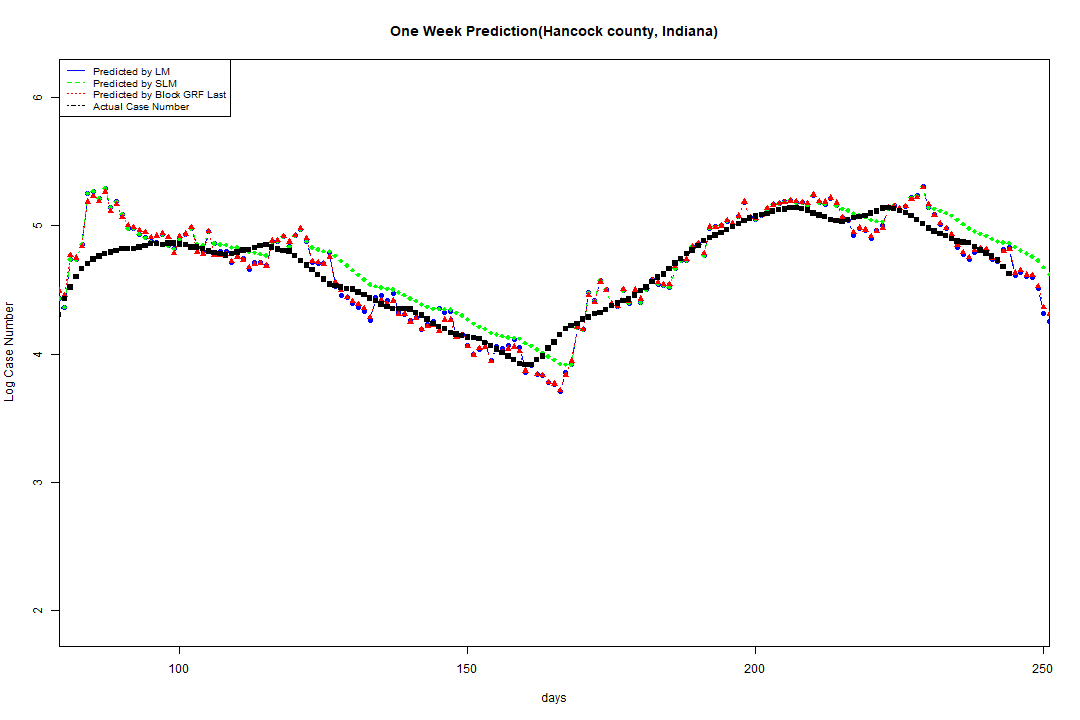 One Week Prediction(Hancock county, Indiana)
Predicted by LM
Predicted by SLM
Predicted by Block GRF Last
Actual Case Number
6
5
4
3
2
Log Case Number
100 150 200 250
days